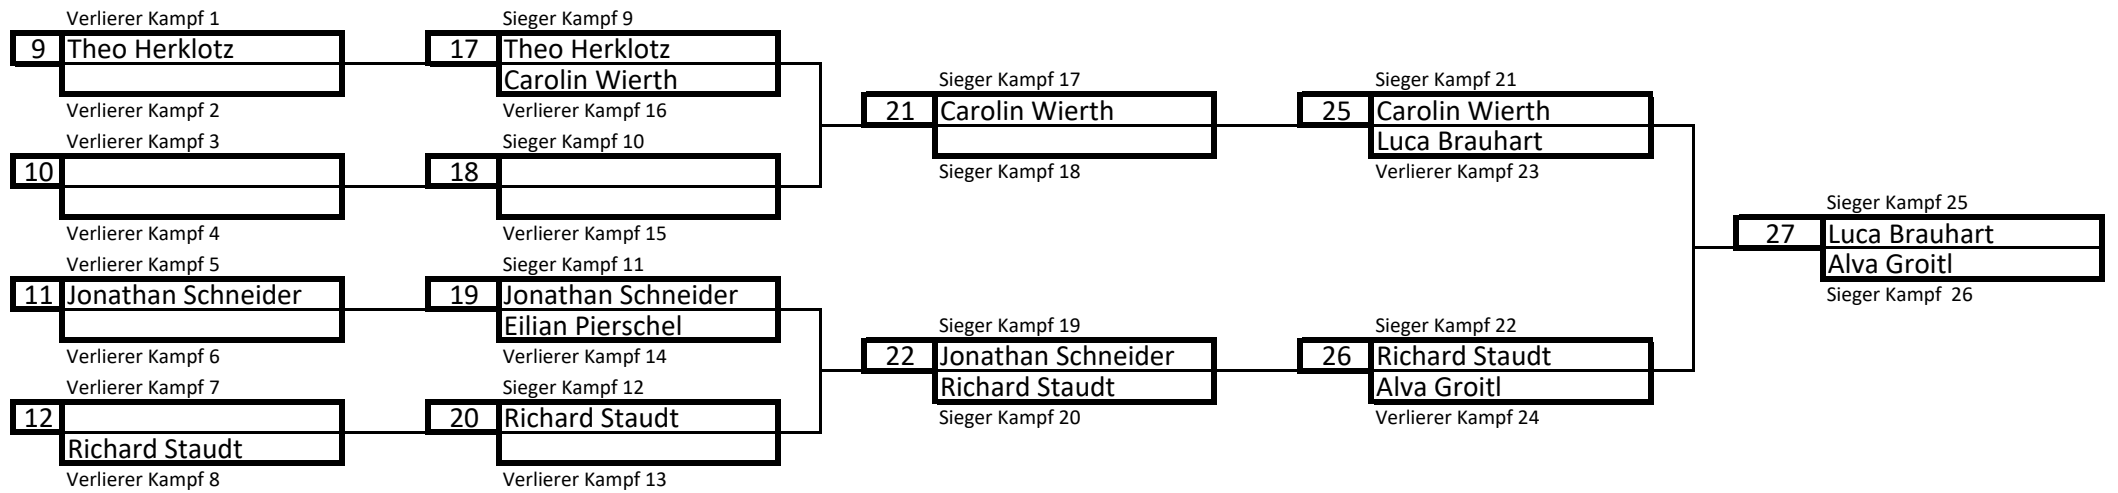 Verlierer Kampf 1
9 Theo Herklotz
Verlierer Kampf 2
Verlierer Kampf 3
10
Verlierer Kampf 4
Verlierer Kampf 5
11 Jonathan Schneider
Verlierer Kampf 6
Verlierer Kampf 7
12
Richard Staudt
Verlierer Kampf 8
Sieger Kampf 9
17 Theo Herklotz
Carolin Wierth
Verlierer Kampf 16
Sieger Kampf 10
18
Verlierer Kampf 15
Sieger Kampf 11
19 Jonathan Schneider
Eilian Pierschel
Verlierer Kampf 14
Sieger Kampf 12
20 Richard Staudt
Verlierer Kampf 13
Sieger Kampf 17
21 Carolin Wierth
Sieger Kampf 18
Sieger Kampf 19
22 Jonathan Schneider
Richard Staudt
Sieger Kampf 20
Sieger Kampf 21
25 Carolin Wierth
Luca Brauhart
Verlierer Kampf 23
Sieger Kampf 22
26 Richard Staudt
Alva Groitl
Verlierer Kampf 24
Sieger Kampf 25
27 Luca Brauhart
Alva Groitl
Sieger Kampf 26